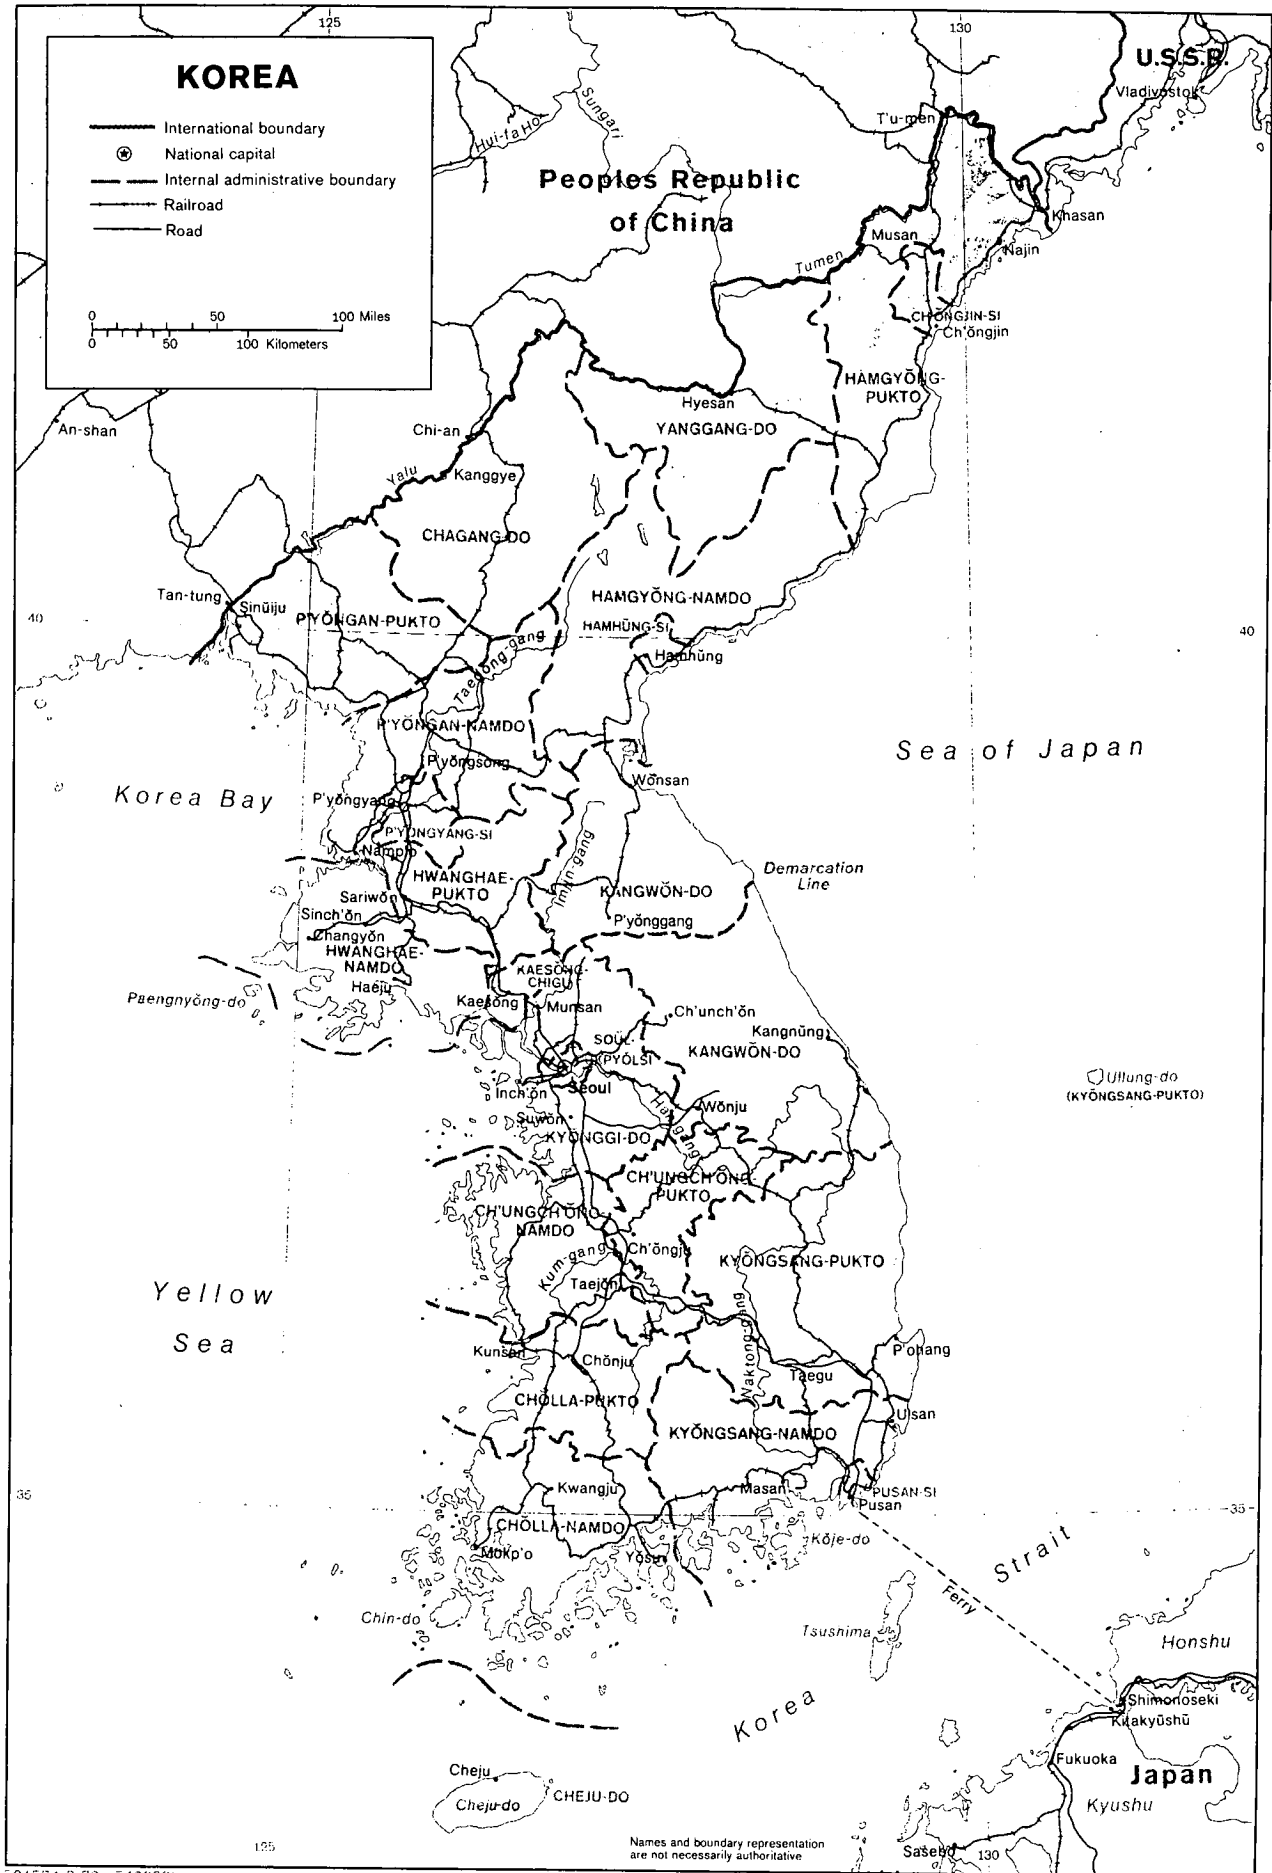 125
130
U.S.S.R.
Vladivostok
KOREA
International boundary
National capital
Internal administrative boundary
Railroad
Road
0 50 100 Miles
0 50 100 Kilometers
Hui-fa Ho
Sungari
T'u-men
Peoples Republic
of China
Khasan
Musan
Najin
Tumen
CH'ŎNGJIN-SI
Ch'ŏngjin
HAMGYŎNG-
PUKTO
Hyesan
YANGGANG-DO
An-shan
Chi-an
Yalu
Kanggye
CHAGANG-DO
Tan-tung
Sinŭiju
40
P'YŎNGAN-PUKTO
HAMGYŎNG-NAMDO
HAMHŬNG-SI
40
Hamhŭng
Taedong-gang
P'YŎNGAN-NAMDO
Sea of Japan
P'yŏngsŏng
Wŏnsan
Korea Bay
P'yŏngyang
P'YŎNGYANG-SI
Namp'o
Imjin-gang
Demarcation
Line
HWANGHAE-
PUKTO
KANGWŎN-DO
Sariwŏn
Sinch'ŏn
P'yŏnggang
Changyŏn
HWANGHAE-
NAMDO
KAESŎNG-
CHIGU
Haeju
Paengnyŏng-do
Kaesŏng
Munsan
Ch'unch'ŏn
Kangnŭng
SOŬL-
T'ŬKPYŎLSI
KANGWŎN-DO
Seoul
Inch'ŏn
Ullung-do
(KYŎNGSANG-PUKTO)
Han-gang
Wŏnju
Suwŏn
KYŎNGGI-DO
CH'UNGCH'ŎNG-
PUKTO
CH'UNGCH'ŎNG-
NAMDO
Ch'ŏngju
Kum-gang
KYŎNGSANG-PUKTO
Taejŏn
Yellow
Sea
Naktong-gang
Kunsan
Chŏnju
P'ohang
Taegu
CHŎLLA-PUKTO
Ulsan
KYŎNGSANG-NAMDO
35
Kwangju
Masan
PUSAN-SI
Pusan
35
CHŎLLA-NAMDO
Mokp'o
Yŏsu
Kŏje-do
Strait
Ferry
Chin-do
Tsushima
Honshu
Korea
Shimonoseki
Kitakyūshū
Fukuoka
Cheju
Cheju-do
CHEJU-DO
Japan
Kyushu
125
Names and boundary representation
are not necessarily authoritative
Sasebo
130